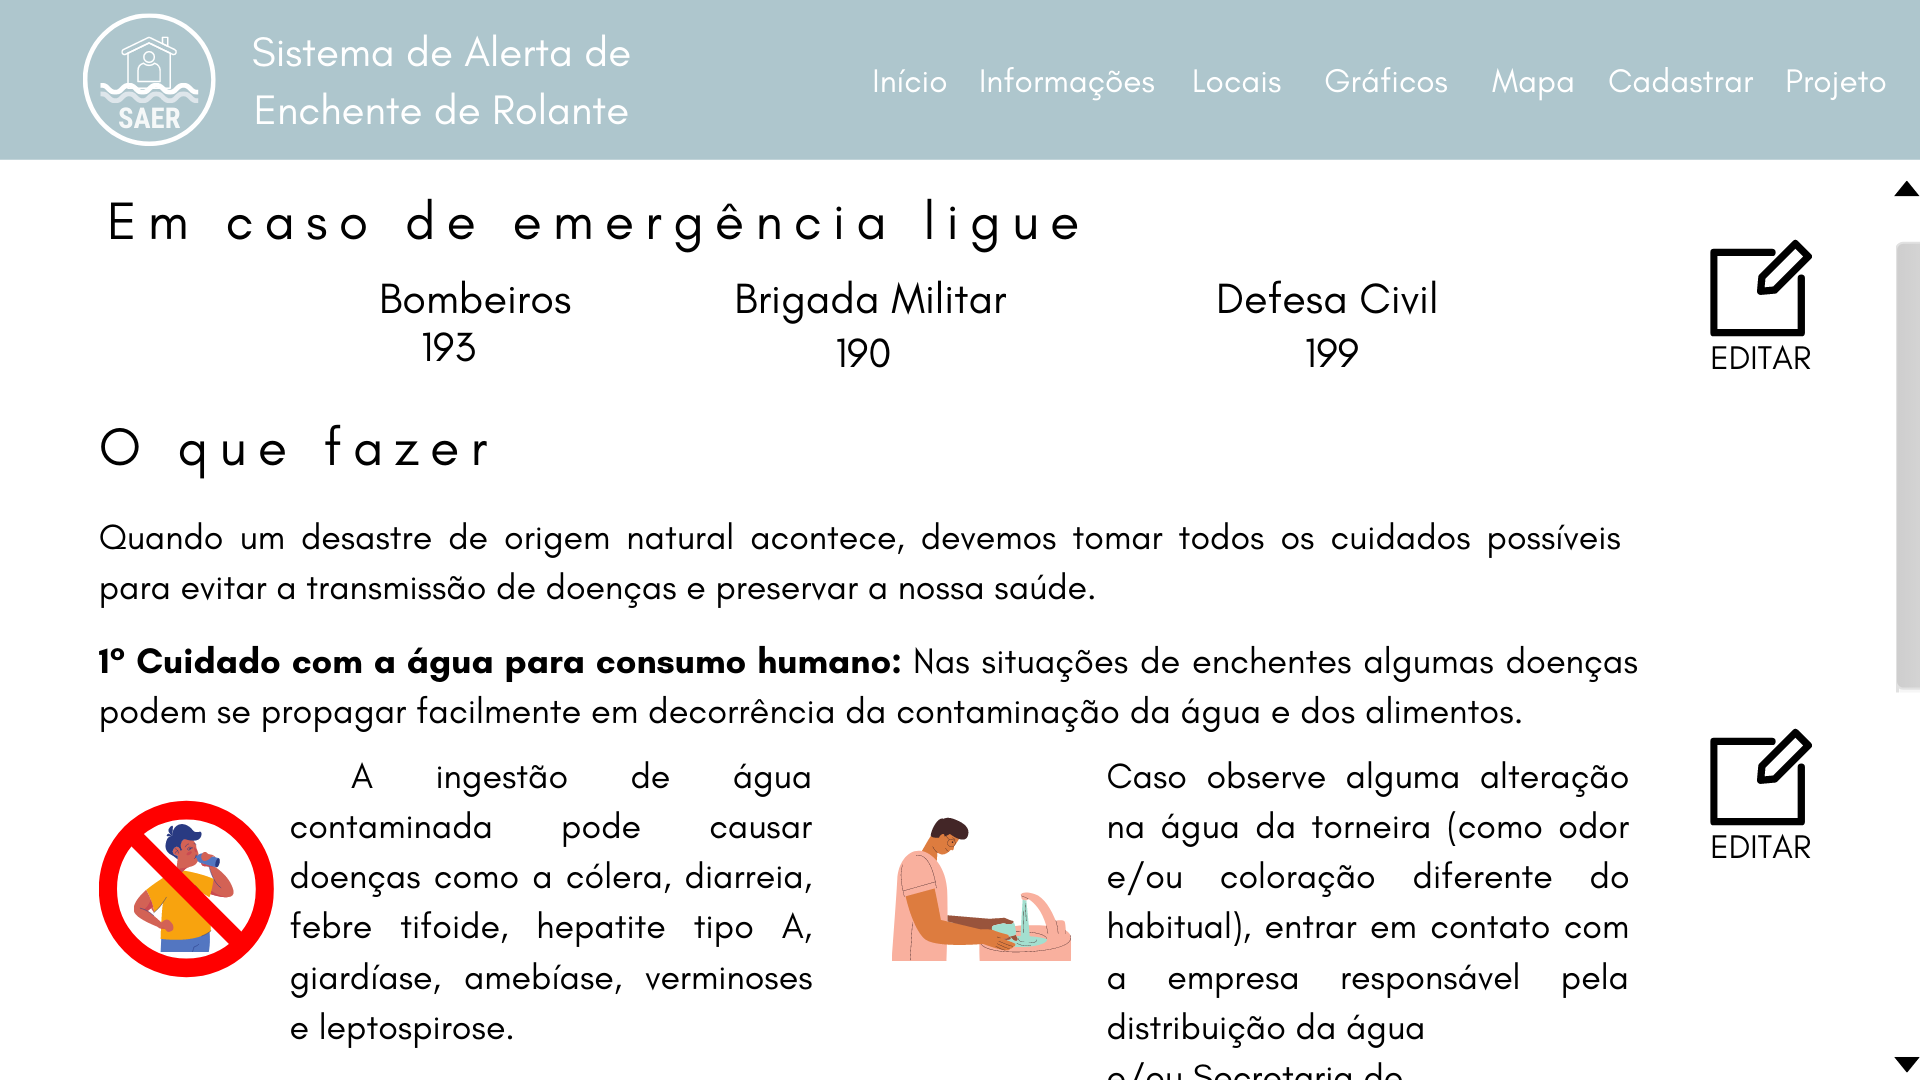 SAER
Sistema de Alerta de
Enchente de Rolante
Início Informações Locais Gráficos Mapa Cadastrar Projeto
Em caso de emergência ligue
Bombeiros
193
Brigada Militar
190
Defesa Civil
199
EDITAR
O que fazer
Quando um desastre de origem natural acontece, devemos tomar todos os cuidados possíveis
para evitar a transmissão de doenças e preservar a nossa saúde.
1° Cuidado com a água para consumo humano: Nas situações de enchentes algumas doenças
podem se propagar facilmente em decorrência da contaminação da água e dos alimentos.
A ingestão de água
contaminada pode causar
doenças como a cólera, diarreia,
febre tifoide, hepatite tipo A,
giardíase, amebíase, verminoses
e leptospirose.
Caso observe alguma alteração
na água da torneira (como odor
e/ou coloração diferente do
habitual), entrar em contato com
a empresa responsável pela
distribuição da água
e/ou Secretaria de
EDITAR